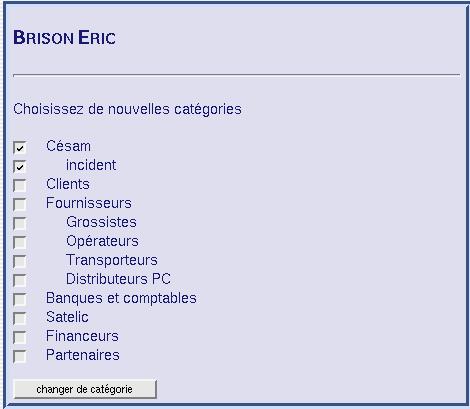 BRISON ERIC
Choisissez de nouvelles catégories
Césam
incident
Clients
Fournisseurs
Grossistes
Opérateurs
Transporteurs
Distributeurs PC
Banques et comptables
Satelic
Financeurs
Partenaires
changer de catégorie